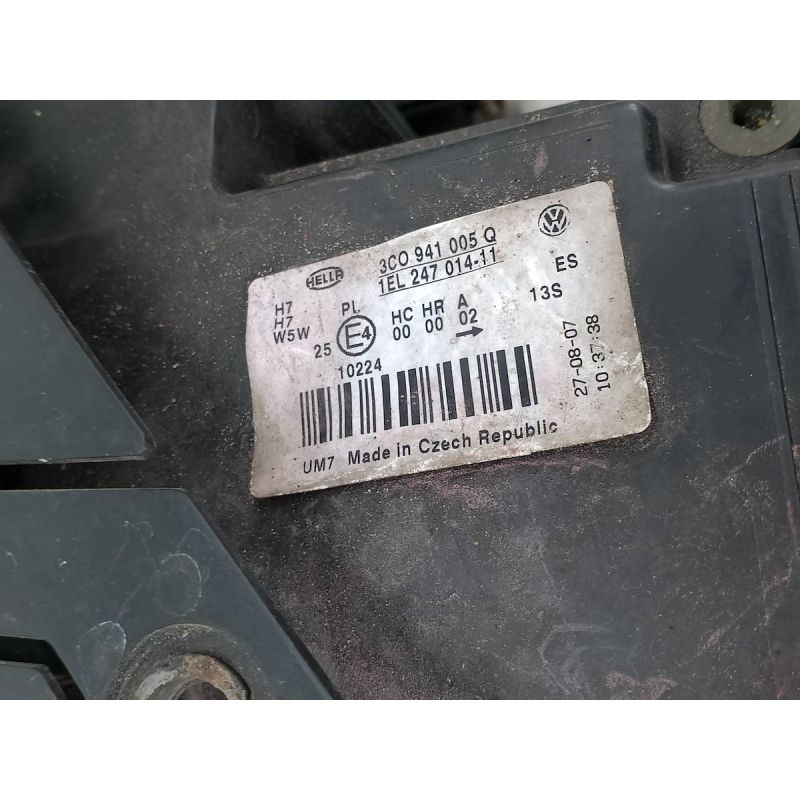 HELLA
3C0 941 005 Q
1EL 247 014-11
VW
ES
13S
H7
H7
W5W
PL
25
E4
HC HR A
00 00 02 →
10224
27-08-07
10:37:38
UM7 Made in Czech Republic